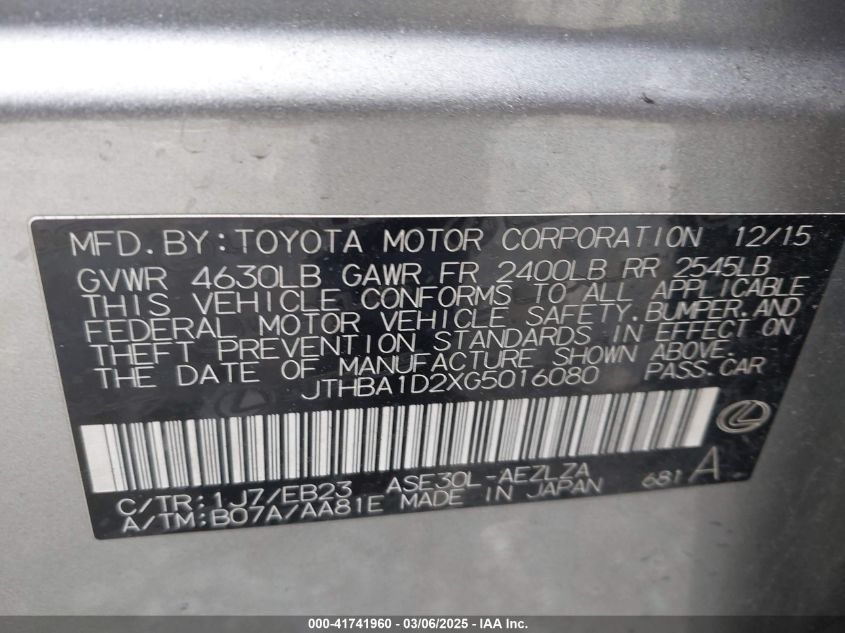 MFD. BY: TOYOTA MOTOR CORPORATION 12/15
GVWR 4630LB GAWR FR 2400LB RR 2545LB
THIS VEHICLE CONFORMS TO ALL APPLICABLE
FEDERAL MOTOR VEHICLE SAFETY, BUMPER, AND
THEFT PREVENTION STANDARDS IN EFFECT ON
THE DATE OF MANUFACTURE SHOWN ABOVE.
JTHBA1D2XG5016080 PASS. CAR
C/TR: 1J7/EB23 ASE30L-AEZLZA 681 A
A/TM: B07A/AA81E MADE IN JAPAN
000-41741960 - 03/06/2025 - IAA Inc.